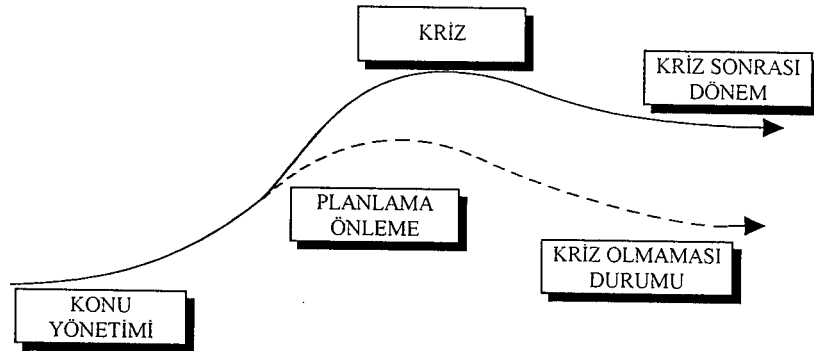 KRİZ
KRİZ SONRASI
DÖNEM
PLANLAMA
ÖNLEME
KRİZ OLMAMASI
DURUMU
KONU
YÖNETİMİ